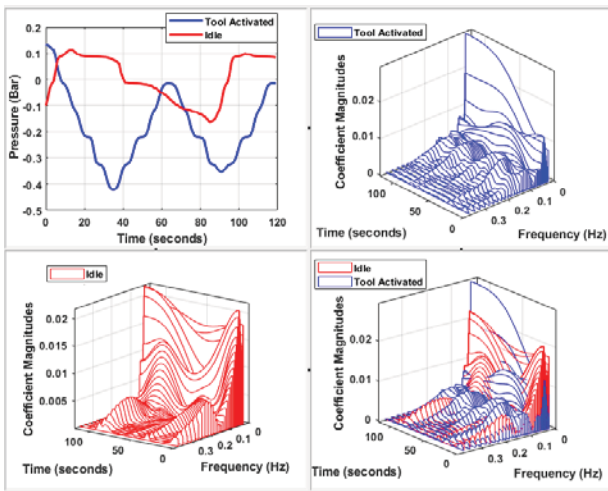 Tool Activated
Idle
0.2
0.1
0
-0.1
-0.2
-0.3
-0.4
-0.5
Pressure (Bar)
0 20 40 60 80 100 120
Time (seconds)
Tool Activated
0.02
0.01
0
Coefficient Magnitudes
100
50
0
0.3
0.2
0.1
0
Time (seconds)
Frequency (Hz)
Idle
0.02
0.015
0.01
0.005
Coefficient Magnitudes
100
50
0
0.3
0.2
0.1
0
Time (seconds)
Frequency (Hz)
Idle
Tool Activated
0.02
0.01
0
Coefficient Magnitudes
100
50
0
0.3
0.2
0.1
0
Time (seconds)
Frequency (Hz)